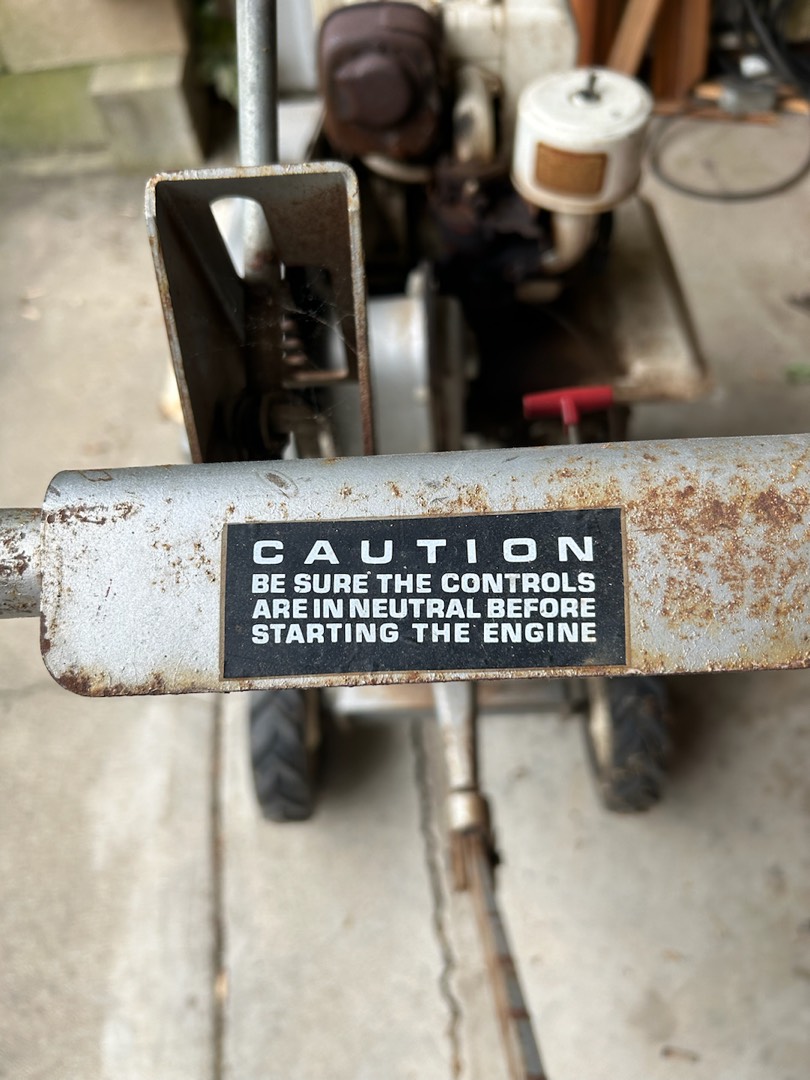 CAUTION
BE SURE THE CONTROLS
ARE IN NEUTRAL BEFORE
STARTING THE ENGINE